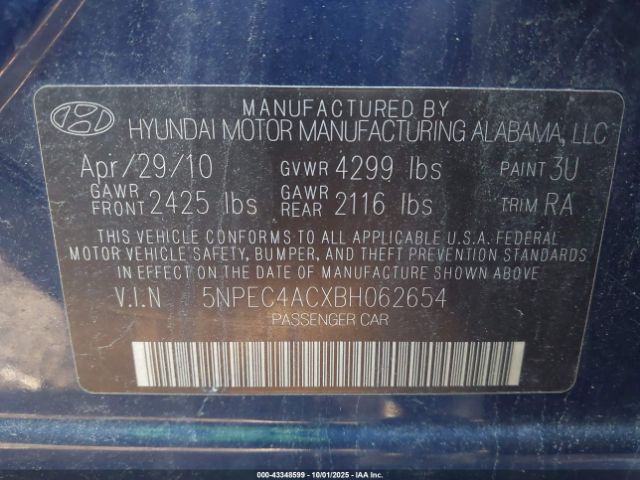 MANUFACTURED BY
HYUNDAI MOTOR MANUFACTURING ALABAMA, LLC
Apr/29/10 GVWR 4299 lbs PAINT 3U
GAWR FRONT 2425 lbs GAWR REAR 2116 lbs TRIM RA
THIS VEHICLE CONFORMS TO ALL APPLICABLE U.S.A. FEDERAL
MOTOR VEHICLE SAFETY, BUMPER, AND THEFT PREVENTION STANDARDS
IN EFFECT ON THE DATE OF MANUFACTURE SHOWN ABOVE.
V.I.N 5NPEC4ACXBH062654
PASSENGER CAR
000-43348599 - 10/01/2025 - IAAI, Inc.